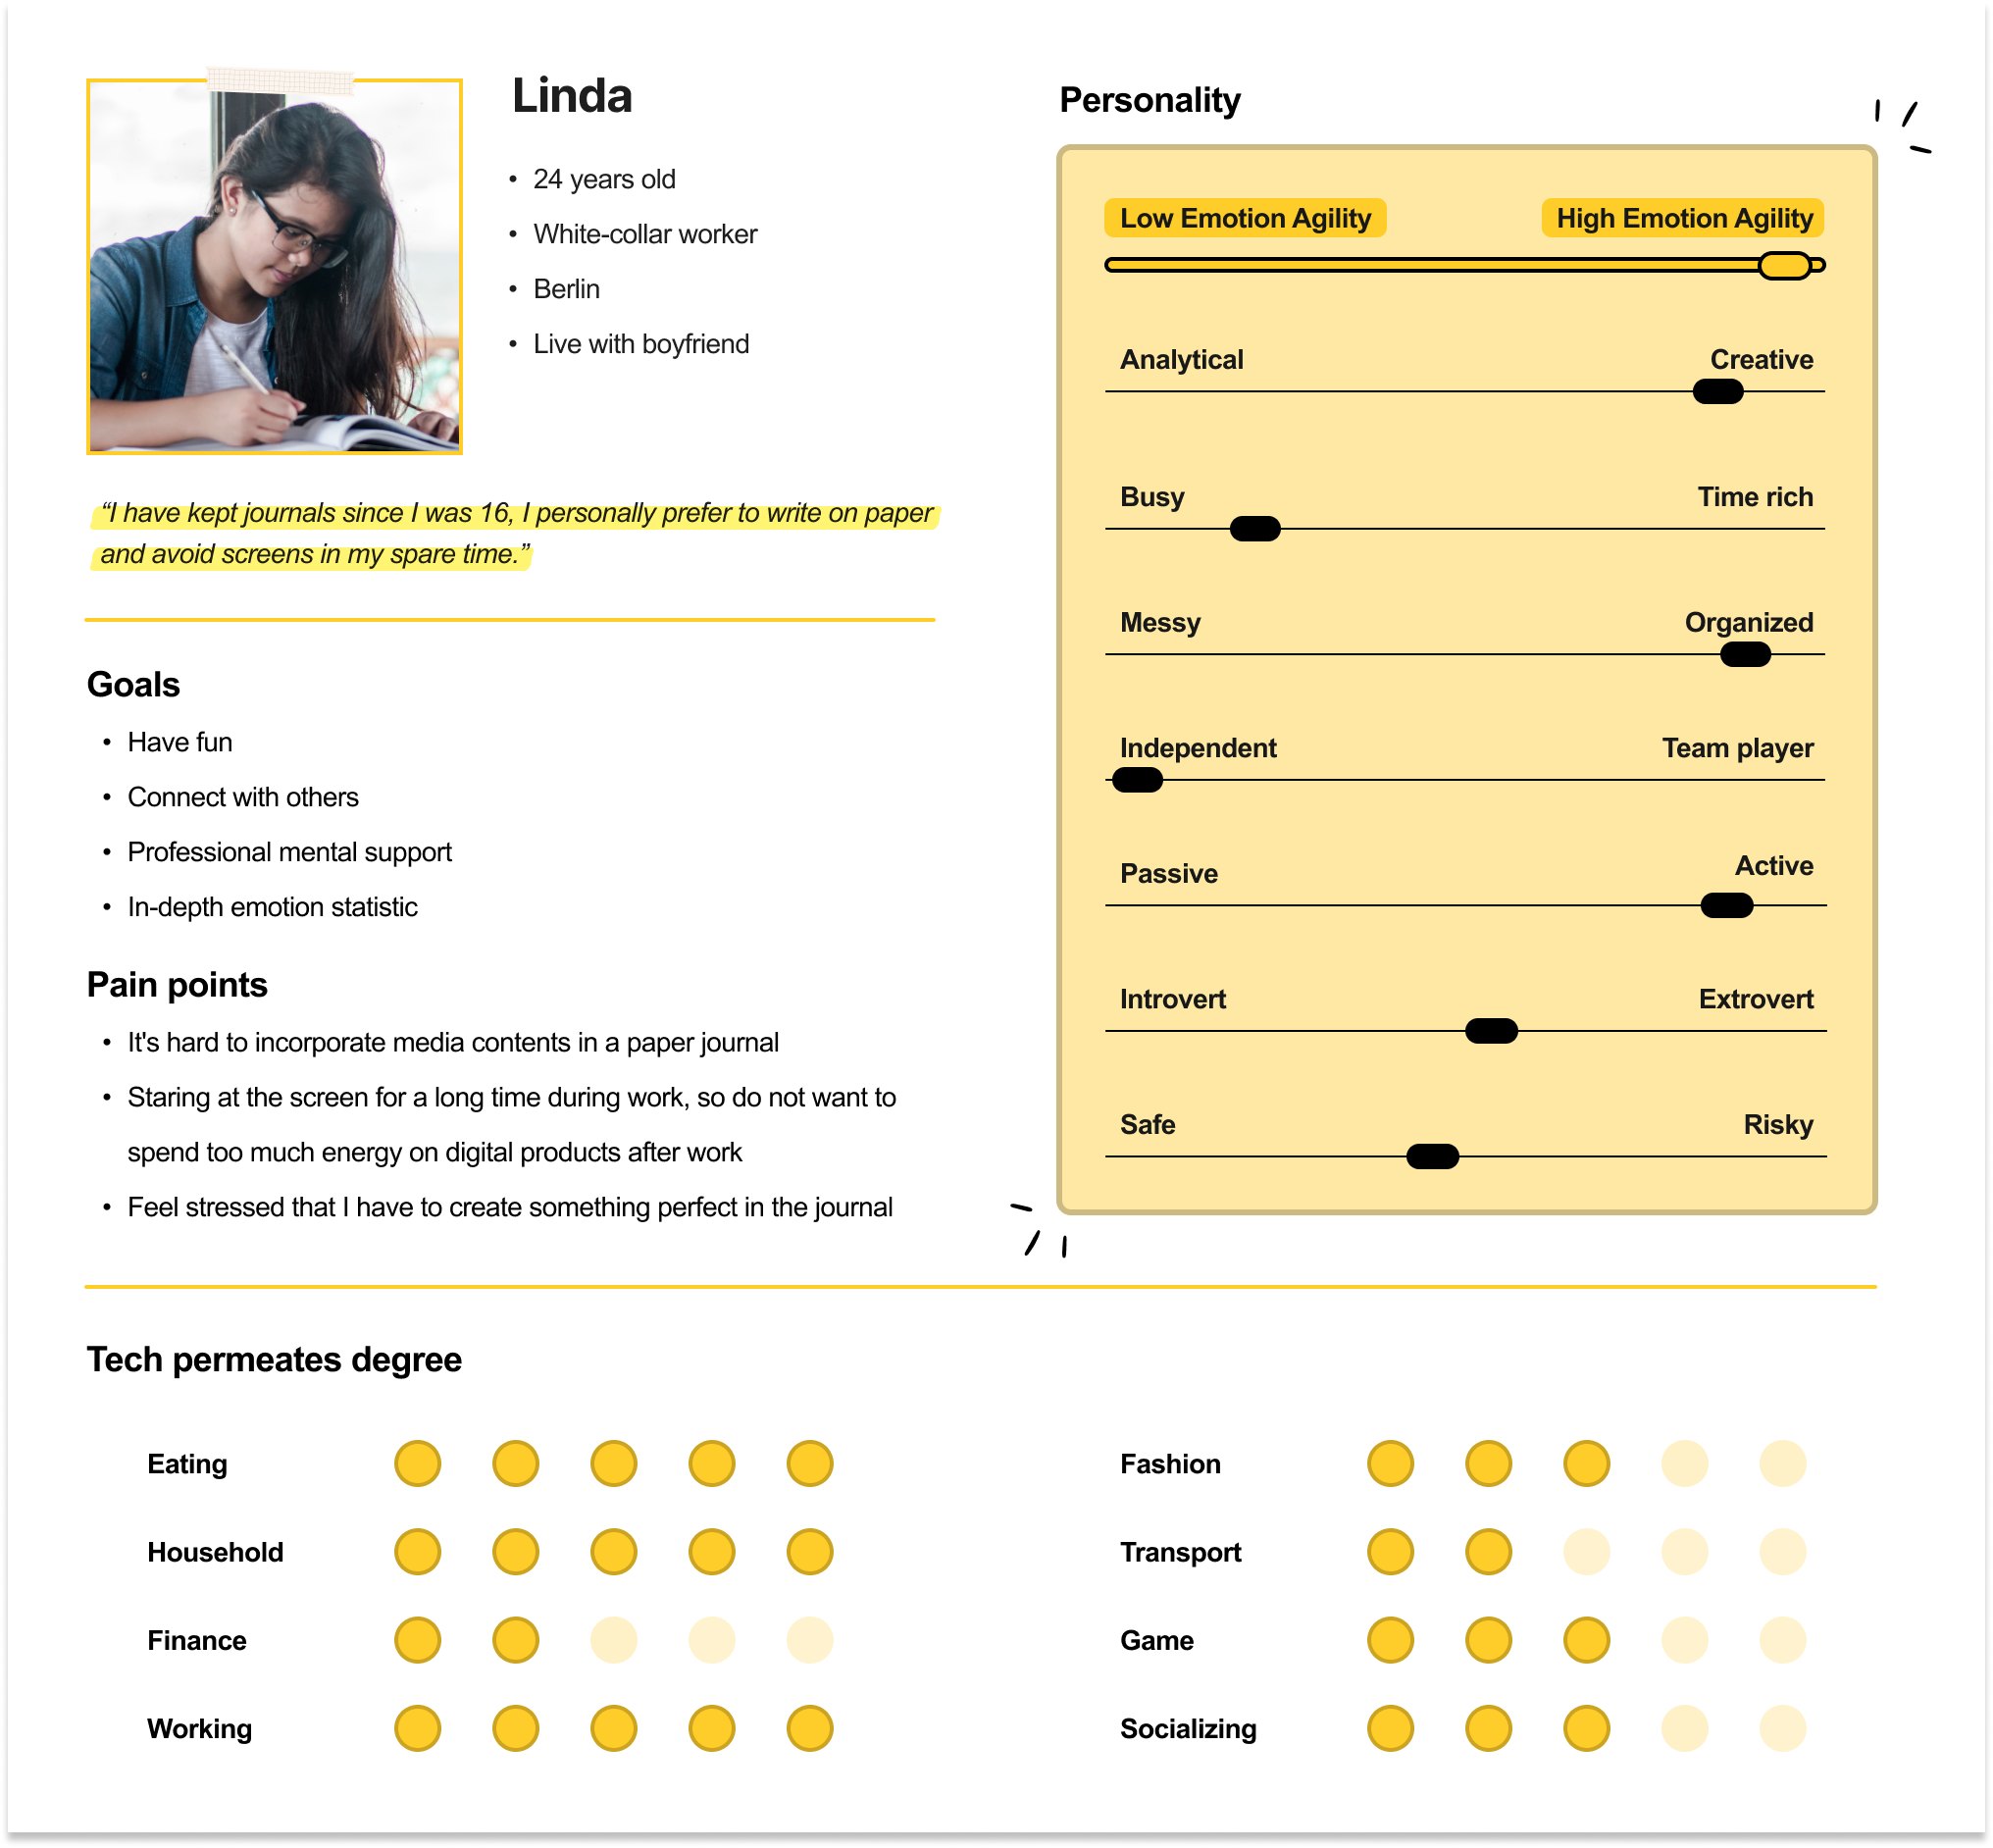 Linda
• 24 years old
• White-collar worker
• Berlin
• Live with boyfriend
“I have kept journals since I was 16, I personally prefer to write on paper
and avoid screens in my spare time.”
Goals
• Have fun
• Connect with others
• Professional mental support
• In-depth emotion statistic
Pain points
• It's hard to incorporate media contents in a paper journal
• Staring at the screen for a long time during work, so do not want to
spend too much energy on digital products after work
• Feel stressed that I have to create something perfect in the journal
Personality
Low Emotion Agility High Emotion Agility
Analytical Creative
Busy Time rich
Messy Organized
Independent Team player
Passive Active
Introvert Extrovert
Safe Risky
Tech permeates degree
Eating
Household
Finance
Working
Fashion
Transport
Game
Socializing